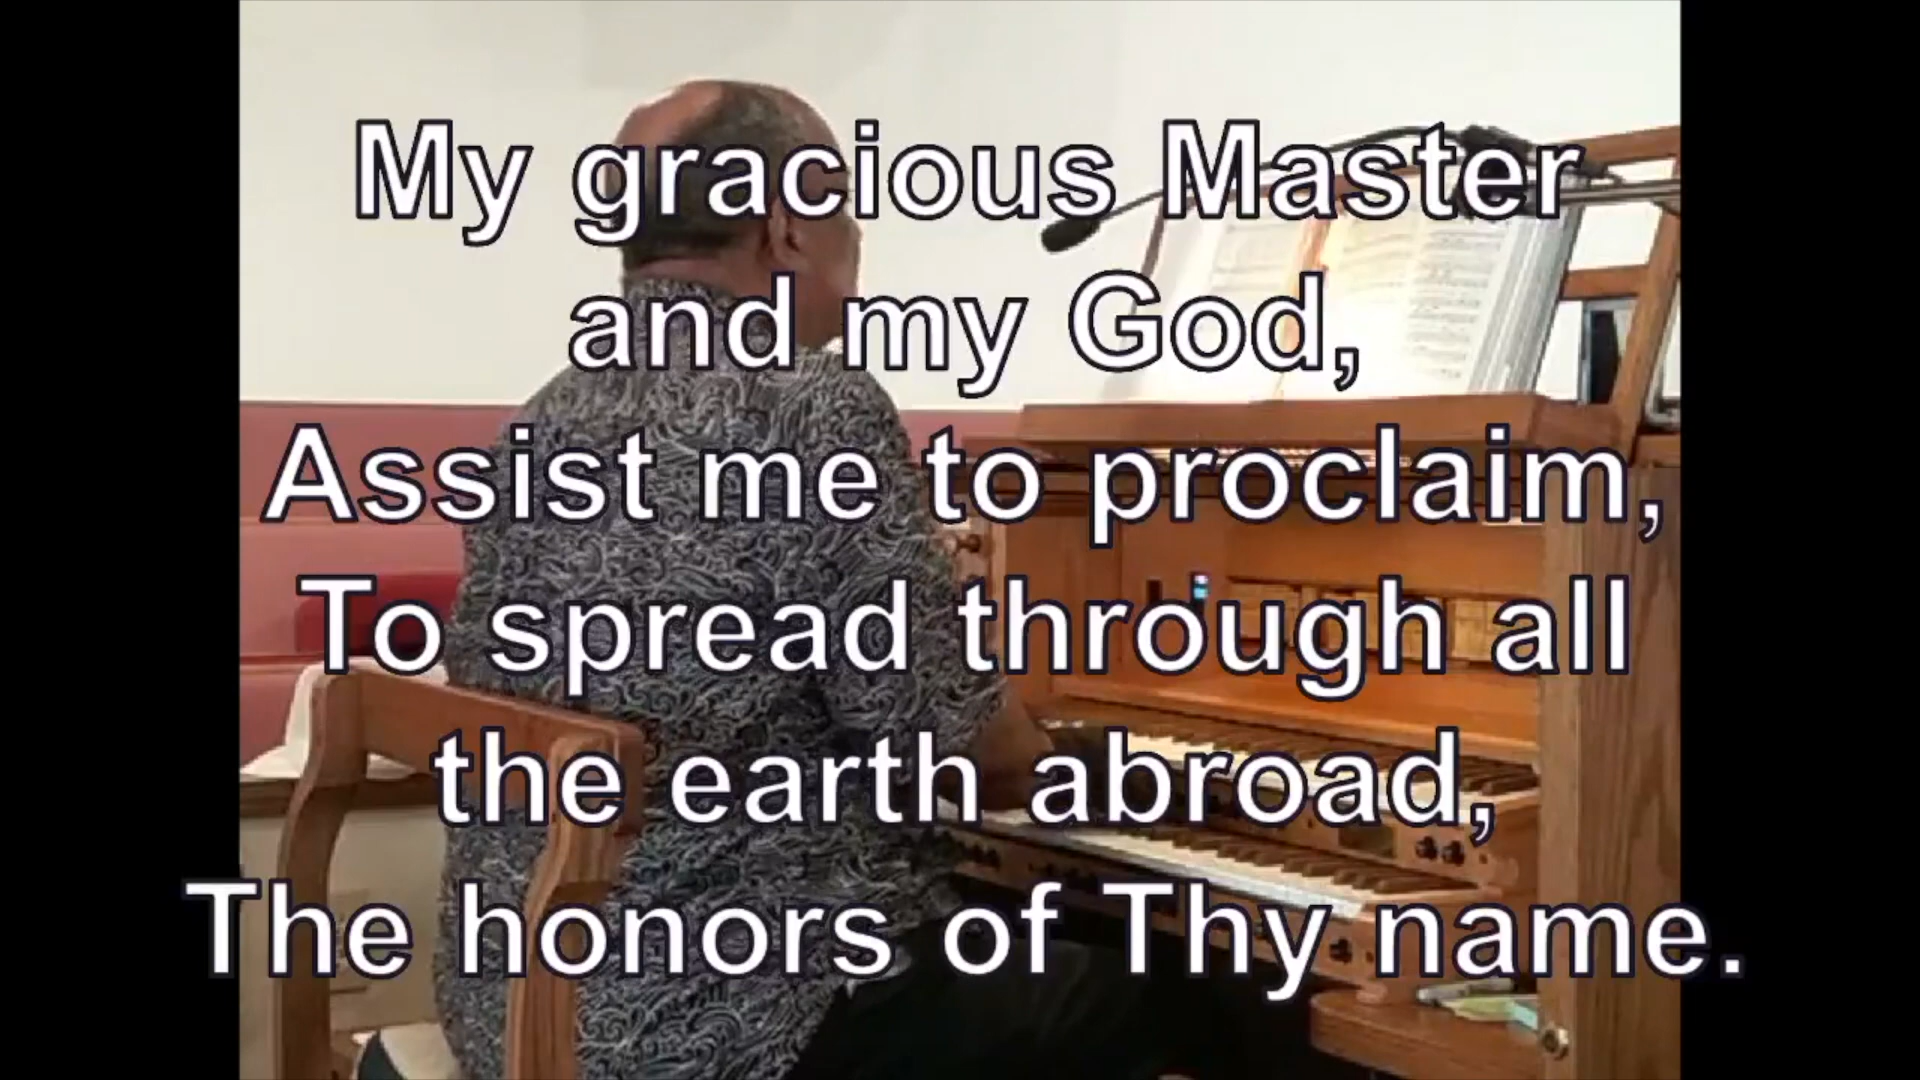 My gracious Master
and my God,
Assist me to proclaim,
To spread through all
the earth abroad,
The honors of Thy name.